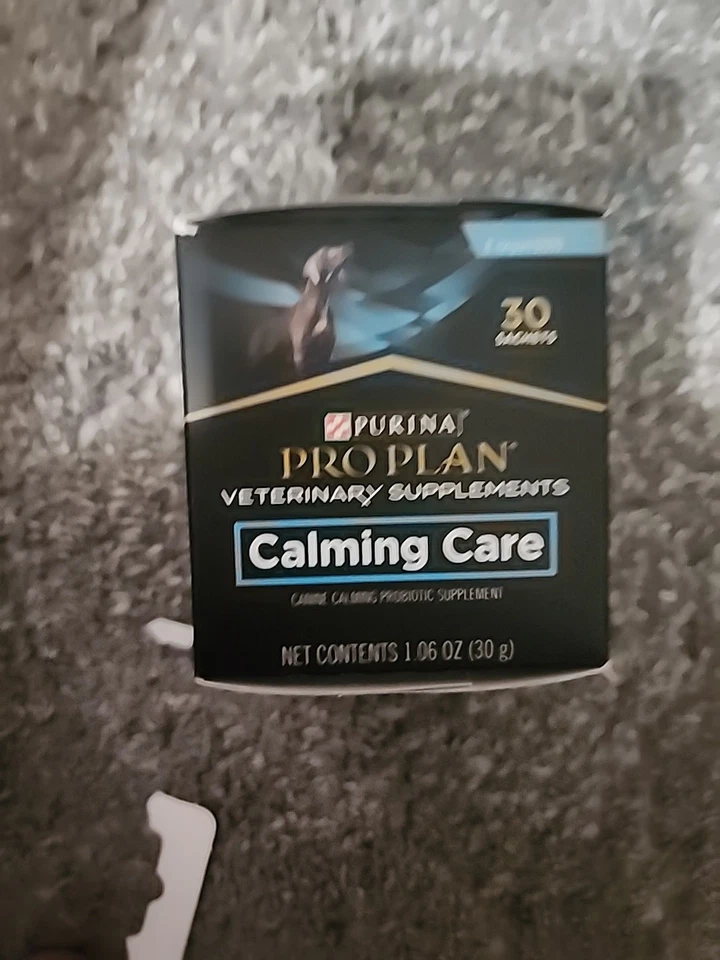 30
SACHETS
PURINA
PRO PLAN
VETERINARY SUPPLEMENTS
Calming Care
CANINE CALMING PROBIOTIC SUPPLEMENT
NET CONTENTS 1.06 OZ (30 g)